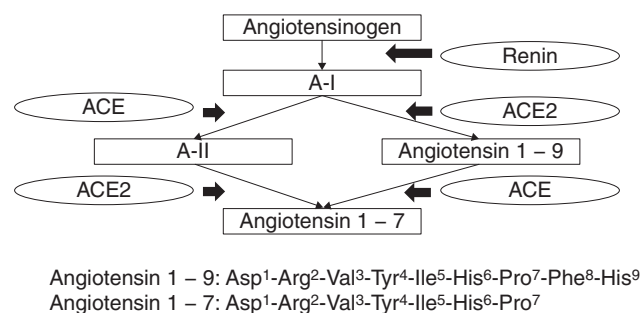 Angiotensinogen
Renin
A-I
ACE
ACE2
A-II
Angiotensin 1 – 9
ACE2
ACE
Angiotensin 1 – 7
Angiotensin 1 – 9: Asp¹-Arg²-Val³-Tyr⁴-Ile⁵-His⁶-Pro⁷-Phe⁸-His⁹
Angiotensin 1 – 7: Asp¹-Arg²-Val³-Tyr⁴-Ile⁵-His⁶-Pro⁷